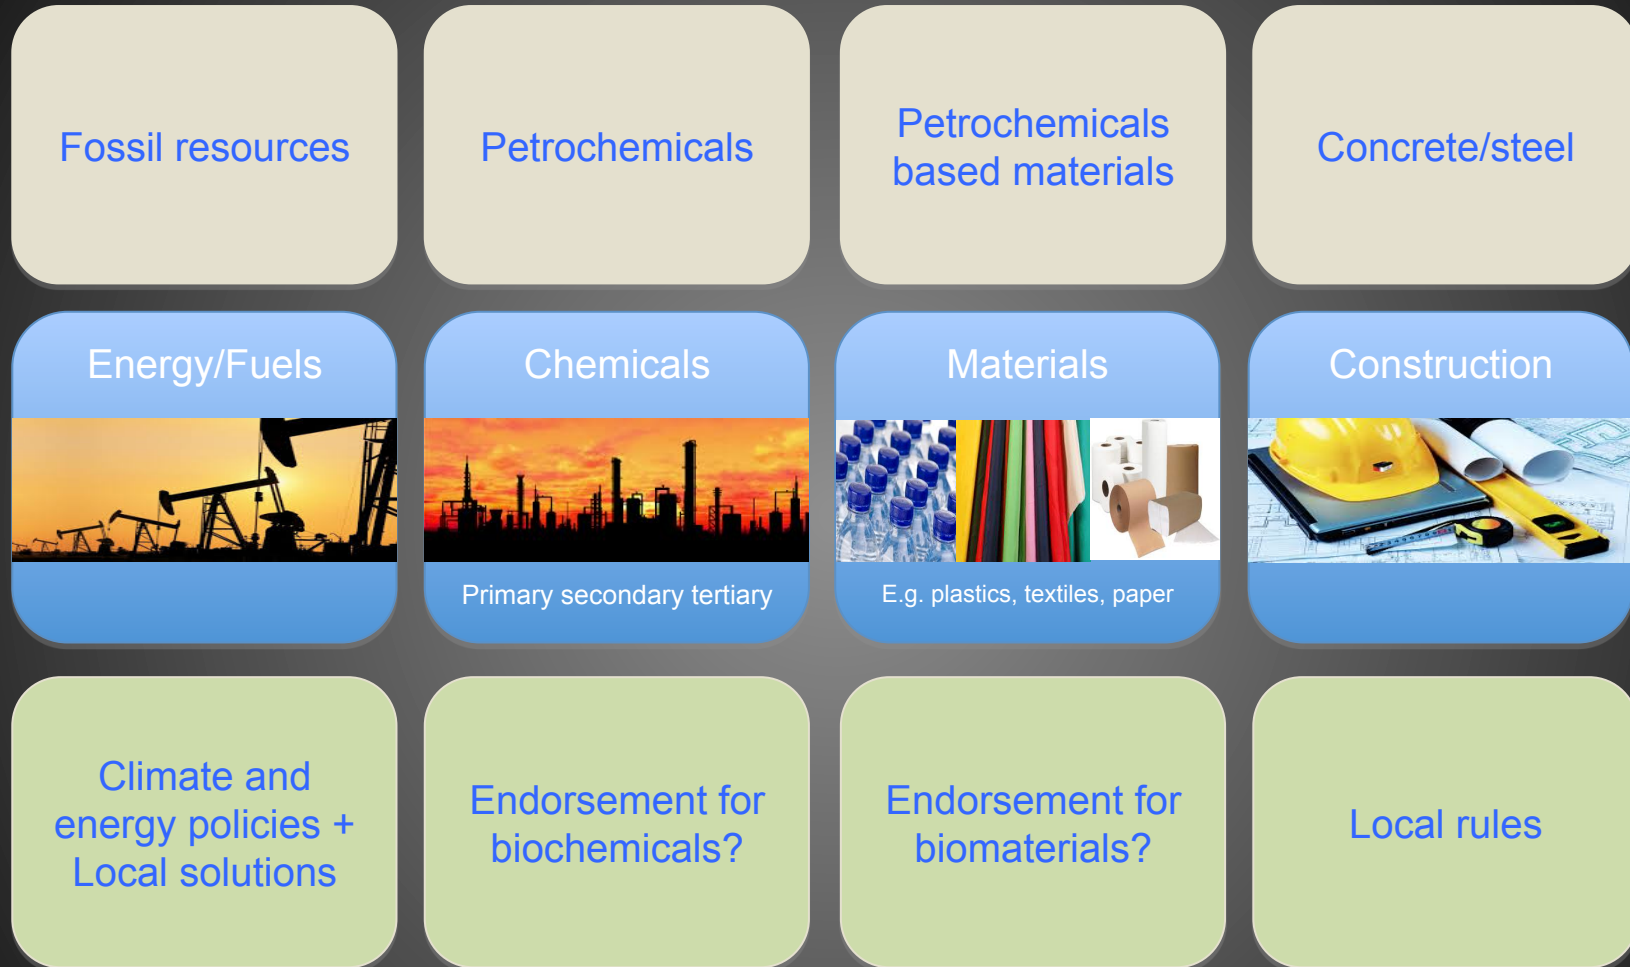 Fossil resources
Petrochemicals
Petrochemicals
based materials
Concrete/steel
Energy/Fuels
Chemicals
Materials
Construction
Primary secondary tertiary
E.g. plastics, textiles, paper
Climate and
energy policies +
Local solutions
Endorsement for
biochemicals?
Endorsement for
biomaterials?
Local rules